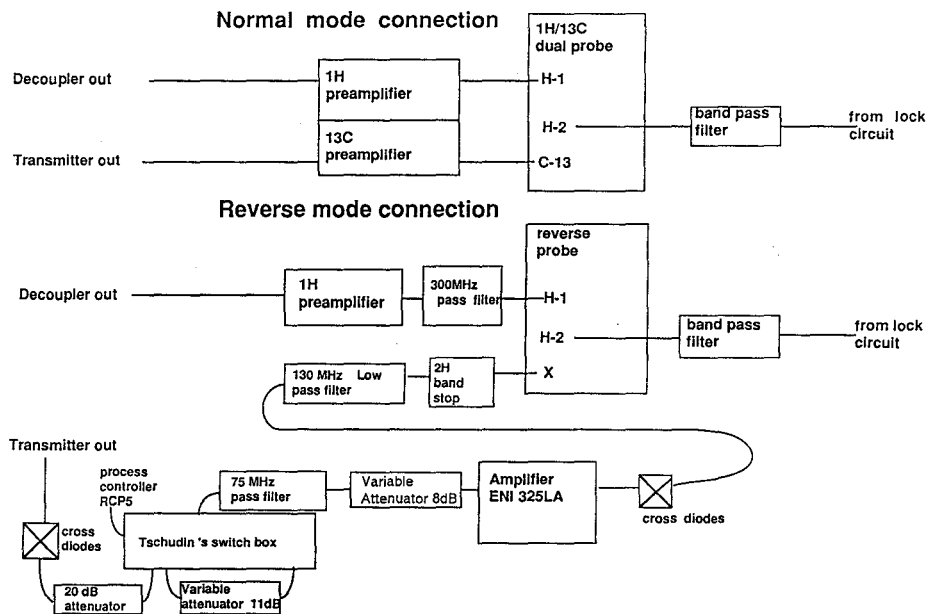 Normal mode connection
1H/13C
dual probe
Decoupler out
1H
preamplifier
H-1
13C
preamplifier
H-2
band pass
filter
from lock
circuit
Transmitter out
C-13
Reverse mode connection
reverse
probe
Decoupler out
1H
preamplifier
300MHz
pass filter
H-1
H-2
band pass
filter
from lock
circuit
130 MHz Low
pass filter
2H
band
stop
X
Transmitter out
process
controller
RCP5
75 MHz
pass filter
Variable
Attenuator 8dB
Amplifier
ENI 325LA
cross diodes
cross
diodes
Tschudin's switch box
20 dB
attenuator
Variable
attenuator 11dB